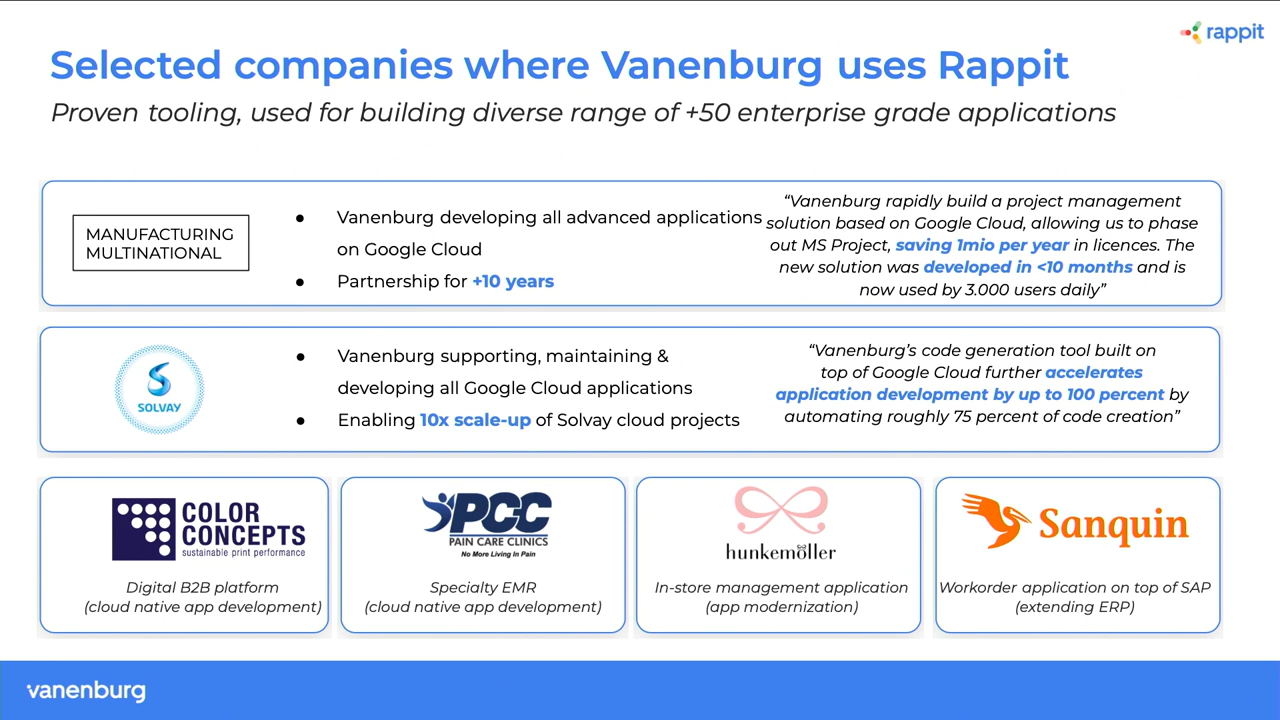 rappit
Selected companies where Vanenburg uses Rappit
Proven tooling, used for building diverse range of +50 enterprise grade applications
MANUFACTURING
MULTINATIONAL
● Vanenburg developing all advanced applications
on Google Cloud
● Partnership for +10 years
“Vanenburg rapidly build a project management
solution based on Google Cloud, allowing us to phase
out MS Project, saving 1mio per year in licences. The
new solution was developed in <10 months and is
now used by 3.000 users daily”
SOLVAY
● Vanenburg supporting, maintaining &
developing all Google Cloud applications
● Enabling 10x scale-up of Solvay cloud projects
“Vanenburg’s code generation tool built on
top of Google Cloud further accelerates
application development by up to 100 percent by
automating roughly 75 percent of code creation”
COLOR
CONCEPTS
sustainable print performance
Digital B2B platform
(cloud native app development)
PCC
PAIN CARE CLINICS
No More Living In Pain
Specialty EMR
(cloud native app development)
hunkemöller
In-store management application
(app modernization)
Sanquin
Workorder application on top of SAP
(extending ERP)
vanenburg